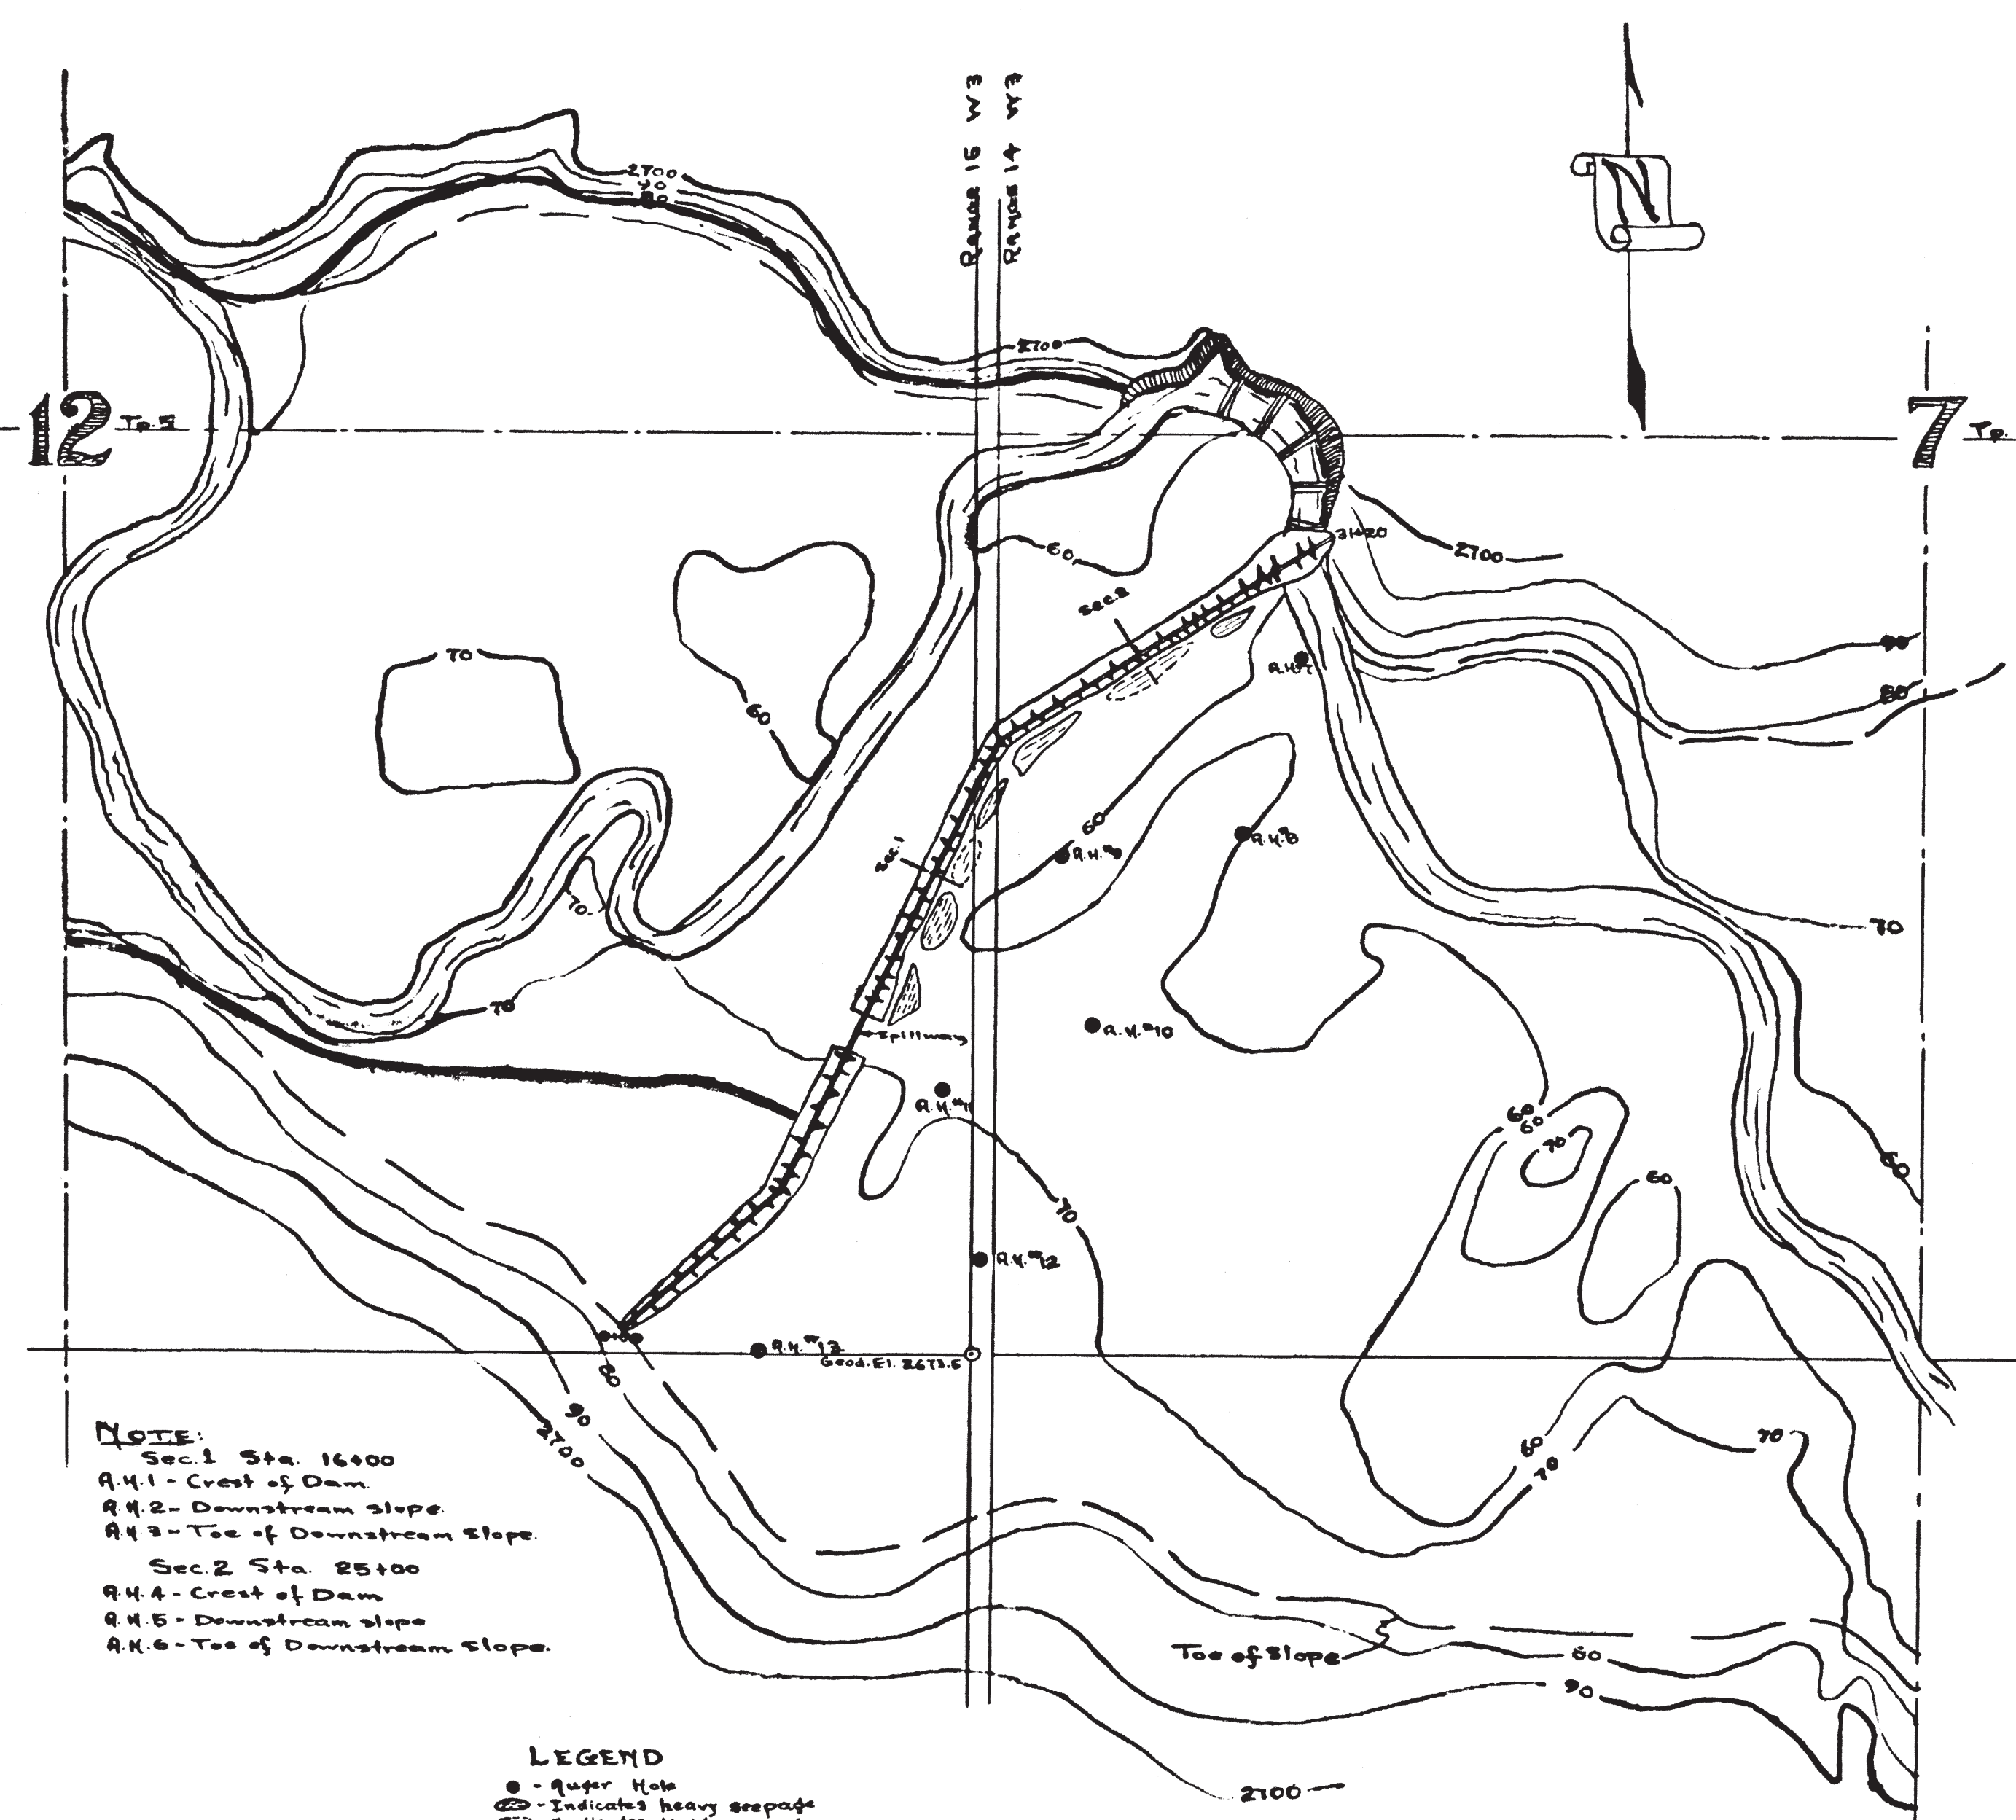 Range 15 W 3
Range 14 W 3
N
2700
90
80
2700
12 Tp. 5
7 Tp.
31+20
2700
60
Sec. 2
90
80
A.H. 7
70
60
60
A.H. #9
A.H. #8
Sec. 1
70
70
70
Spillway
A.H. #10
A.H. #11
60
60
70
60
60
70
A.H. #12
0+00
A.H. #13
Geod. El. 2673.5
80
90
2700
60
70
70
NOTE:
Sec. 1 Sta. 16+00
A.H. 1 - Crest of Dam.
A.H. 2 - Downstream slope.
A.H. 3 - Toe of Downstream Slope.
Sec. 2 Sta. 25+00
A.H. 4 - Crest of Dam
A.H. 5 - Downstream slope
A.H. 6 - Toe of Downstream Slope.
Toe of Slope
80
90
2700
LEGEND
- Auger Hole
- Indicates heavy seepage